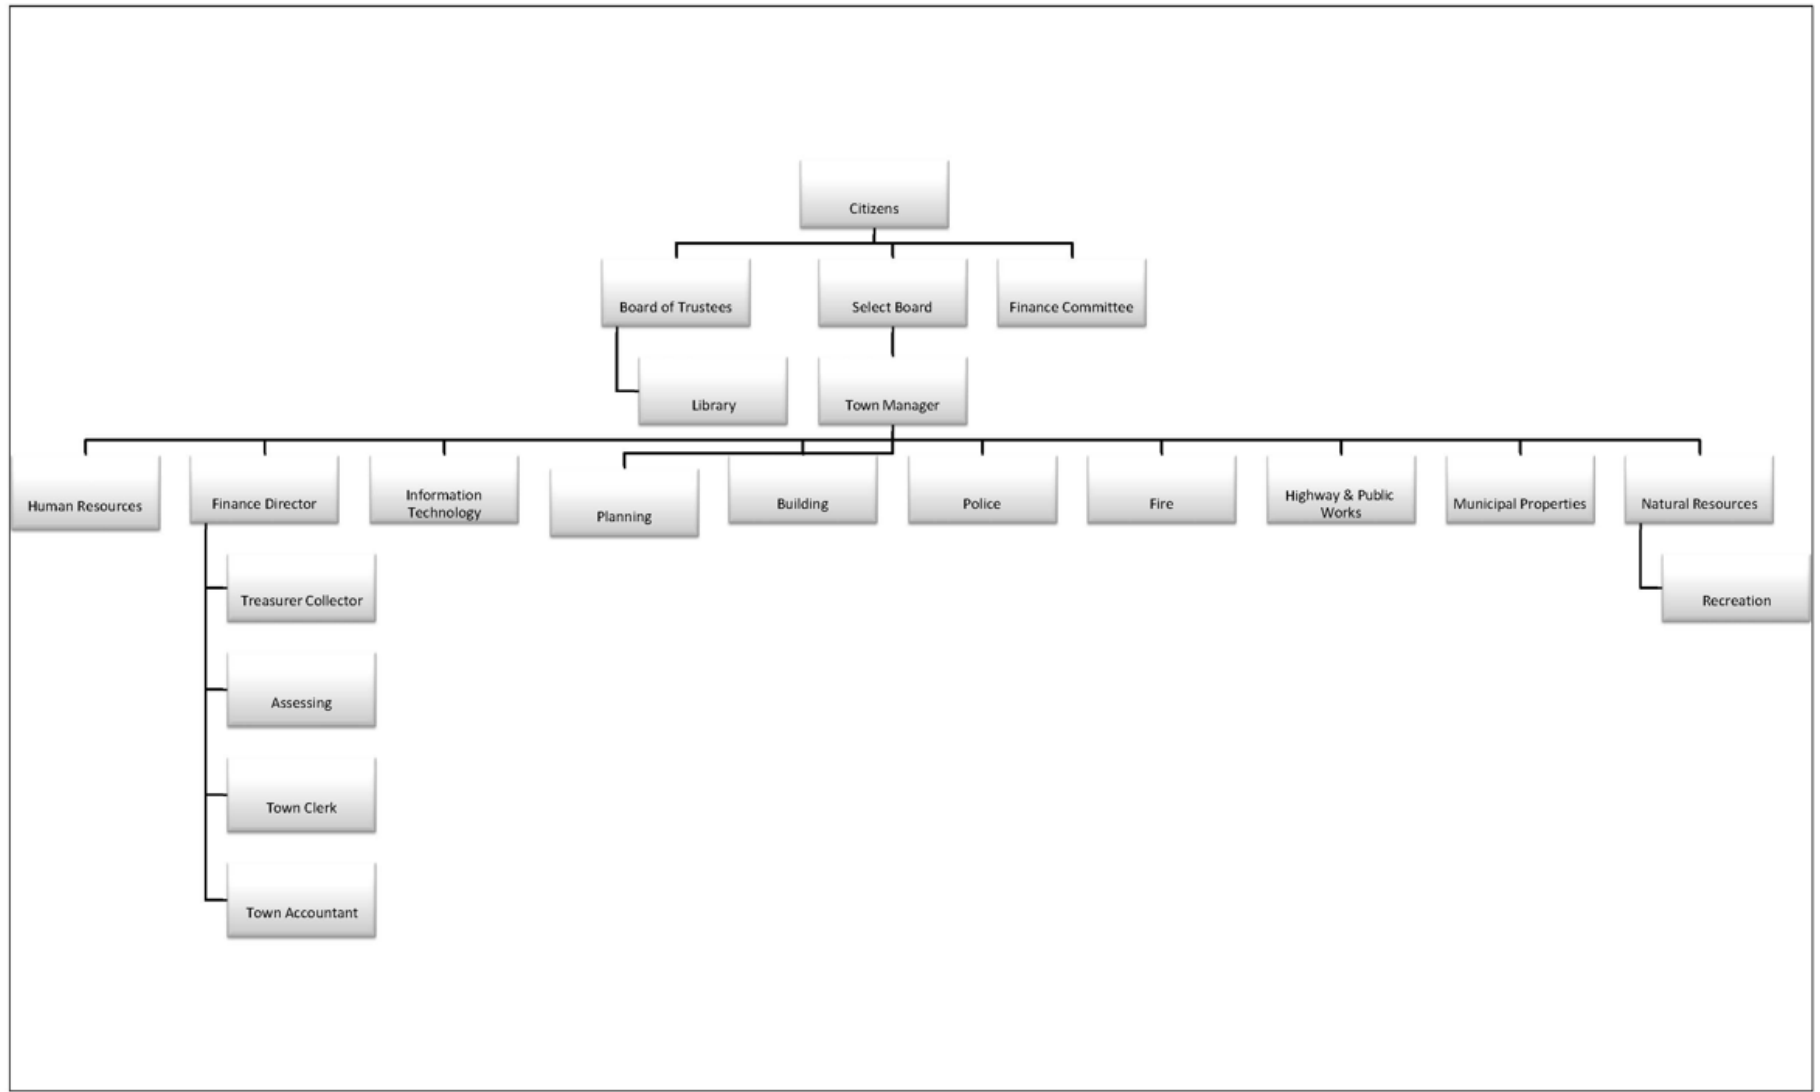 Citizens
Board of Trustees
Select Board
Finance Committee
Library
Town Manager
Human Resources
Finance Director
Information
Technology
Planning
Building
Police
Fire
Highway & Public
Works
Municipal Properties
Natural Resources
Treasurer Collector
Recreation
Assessing
Town Clerk
Town Accountant